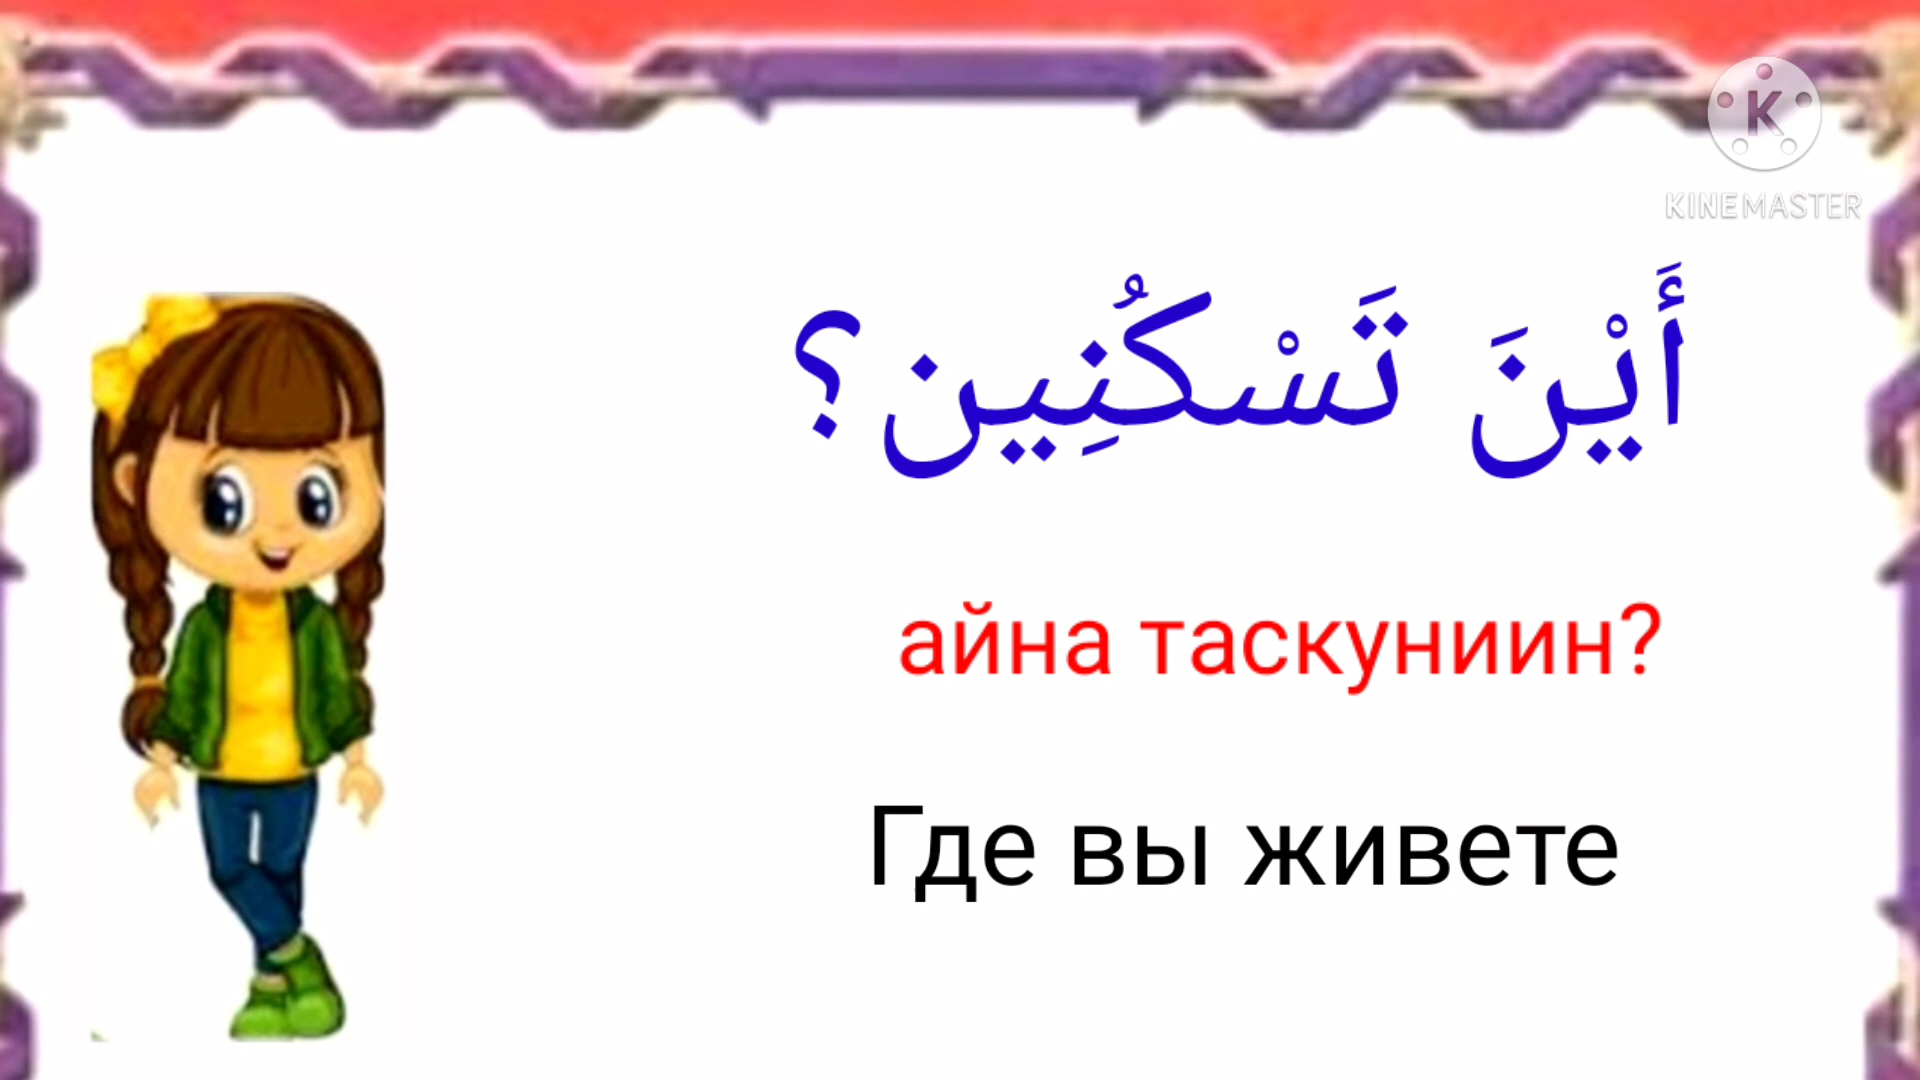 K
KINEMASTER
أَيْنَ تَسْكُنِين؟
айна таскуниин?
Где вы живете